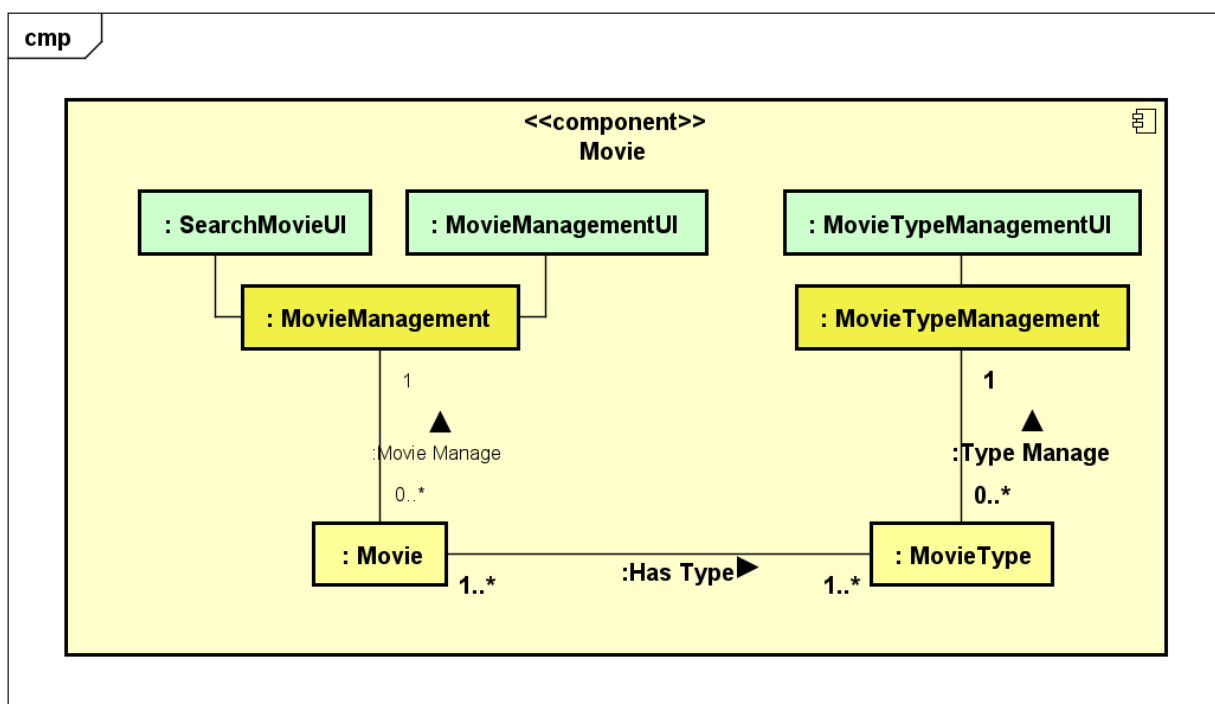 cmp
<<component>>
Movie
: SearchMovieUI
: MovieManagementUI
: MovieTypeManagementUI
: MovieManagement
: MovieTypeManagement
1
1
:Movie Manage
:Type Manage
0..*
0..*
: Movie
: MovieType
1..*
:Has Type
1..*